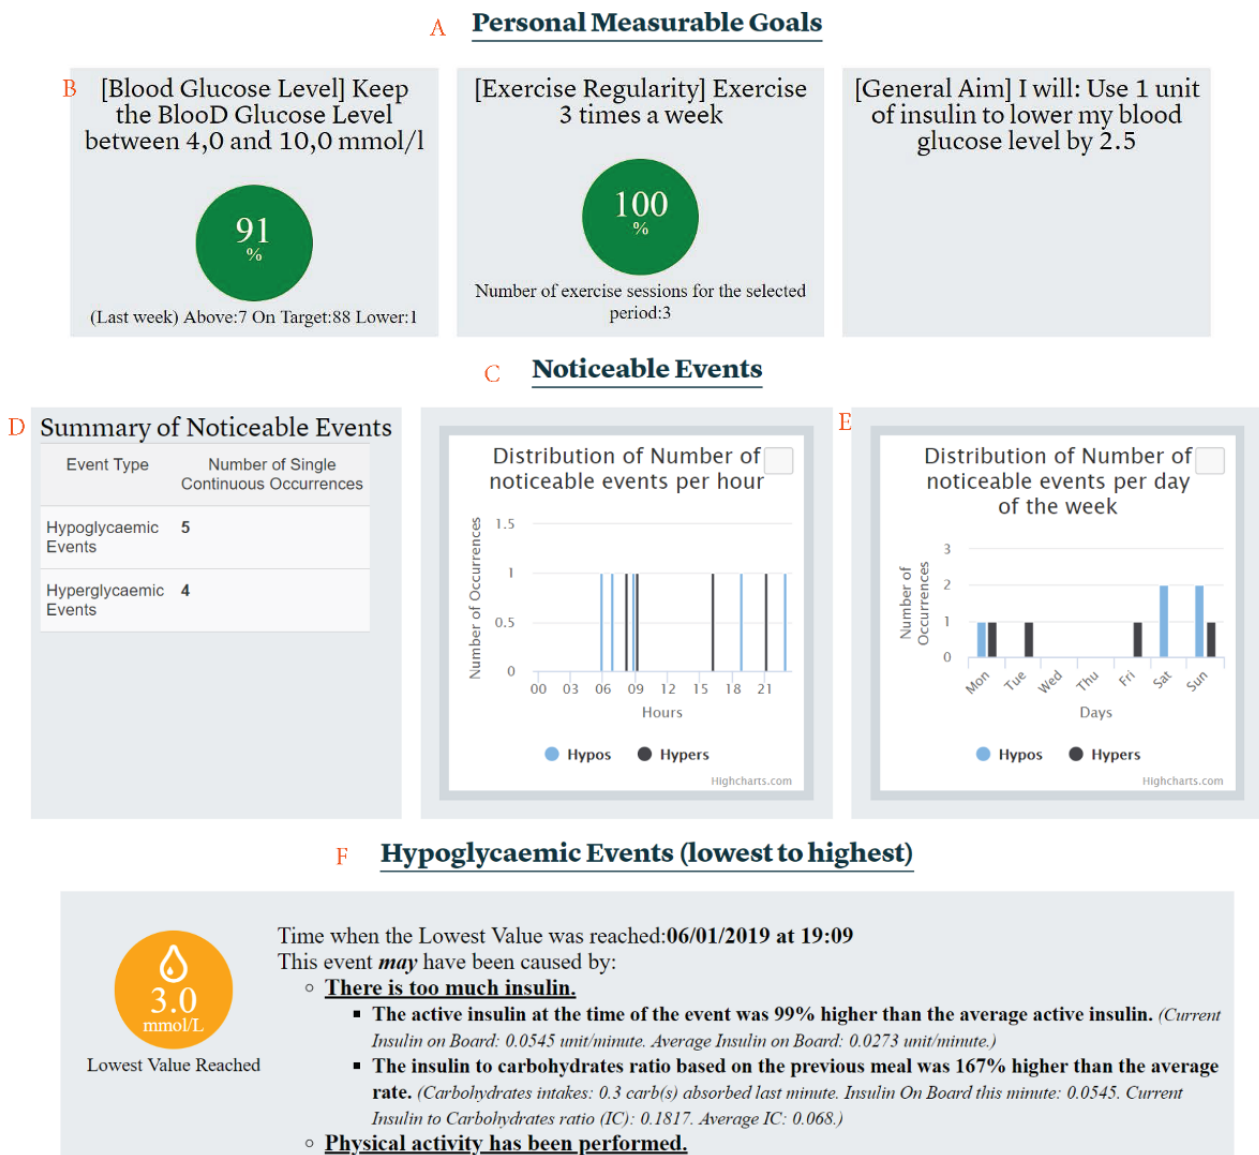 A Personal Measurable Goals
B [Blood Glucose Level] Keep
the BlooD Glucose Level
between 4,0 and 10,0 mmol/l
91
%
(Last week) Above:7 On Target:88 Lower:1
[Exercise Regularity] Exercise
3 times a week
100
%
Number of exercise sessions for the selected
period:3
[General Aim] I will: Use 1 unit
of insulin to lower my blood
glucose level by 2.5
C Noticeable Events
D Summary of Noticeable Events
Event Type Number of Single
Continuous Occurrences
Hypoglycaemic 5
Events
Hyperglycaemic 4
Events
Distribution of Number of
noticeable events per hour
Number of Occurrences
1.5
1
0.5
0
00 03 06 09 12 15 18 21
Hours
Hypos Hypers
Highcharts.com
E
Distribution of Number of
noticeable events per day
of the week
Number of
Occurrences
3
2
1
0
Mon Tue Wed Thu Fri Sat Sun
Days
Hypos Hypers
Highcharts.com
F Hypoglycaemic Events (lowest to highest)
3.0
mmol/L
Lowest Value Reached
Time when the Lowest Value was reached:06/01/2019 at 19:09
This event may have been caused by:
There is too much insulin.
The active insulin at the time of the event was 99% higher than the average active insulin. (Current
Insulin on Board: 0.0545 unit/minute. Average Insulin on Board: 0.0273 unit/minute.)
The insulin to carbohydrates ratio based on the previous meal was 167% higher than the average
rate. (Carbohydrates intakes: 0.3 carb(s) absorbed last minute. Insulin On Board this minute: 0.0545. Current
Insulin to Carbohydrates ratio (IC): 0.1817. Average IC: 0.068.)
Physical activity has been performed.